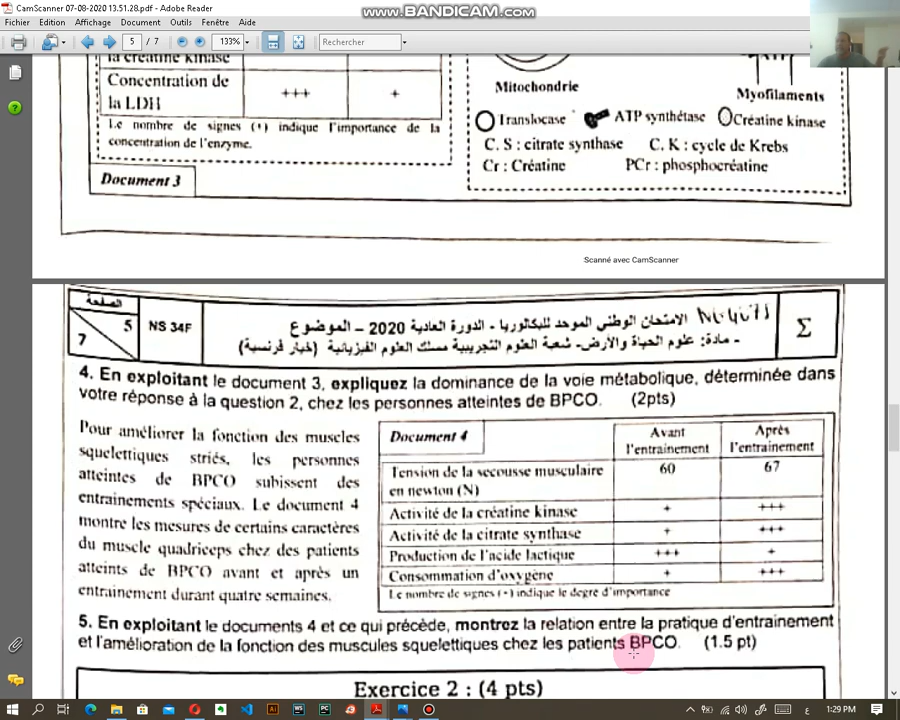 CamScanner 07-08-2020 13.51.28.pdf - Adobe Reader
www.BANDICAM.com
Fichier Edition Affichage Document Outils Fenêtre Aide
5 / 7 133% Rechercher
la créatine kinase
Concentration de la LDH +++ +
Le nombre de signes (+) indique l'importance de la
concentration de l'enzyme.
Document 3
Mitochondrie
Myofilaments
Translocase ATP synthétase Créatine kinase
C. S : citrate synthase C. K : cycle de Krebs
Cr : Créatine PCr : phosphocréatine
Scanné avec CamScanner
الصفحة
5
7
NS 34F
الامتحان الوطني الموحد للبكالوريا - الدورة العادية 2020 – الموضوع
- مادة: علوم الحياة والأرض- شعبة العلوم التجريبية مسلك العلوم الفيزيائية (خيار فرنسية)
Σ
4. En exploitant le document 3, expliquez la dominance de la voie métabolique, déterminée dans
votre réponse à la question 2, chez les personnes atteintes de BPCO. (2pts)
Pour améliorer la fonction des muscles
squelettiques striés, les personnes
atteintes de BPCO subissent des
entrainements spéciaux. Le document 4
montre les mesures de certains caractères
du muscle quadriceps chez des patients
atteints de BPCO avant et après un
entrainement durant quatre semaines.
Document 4
Avant l'entrainement
Après l'entrainement
Tension de la secousse musculaire en newton (N) 60 67
Activité de la créatine kinase + +++
Activité de la citrate synthase + +++
Production de l'acide lactique +++ +
Consommation d'oxygène + +++
Le nombre de signes (+) indique le degré d'importance
5. En exploitant le documents 4 et ce qui précède, montrez la relation entre la pratique d'entrainement
et l'amélioration de la fonction des muscules squelettiques chez les patients BPCO. (1.5 pt)
Exercice 2 : (4 pts)
1:29 PM